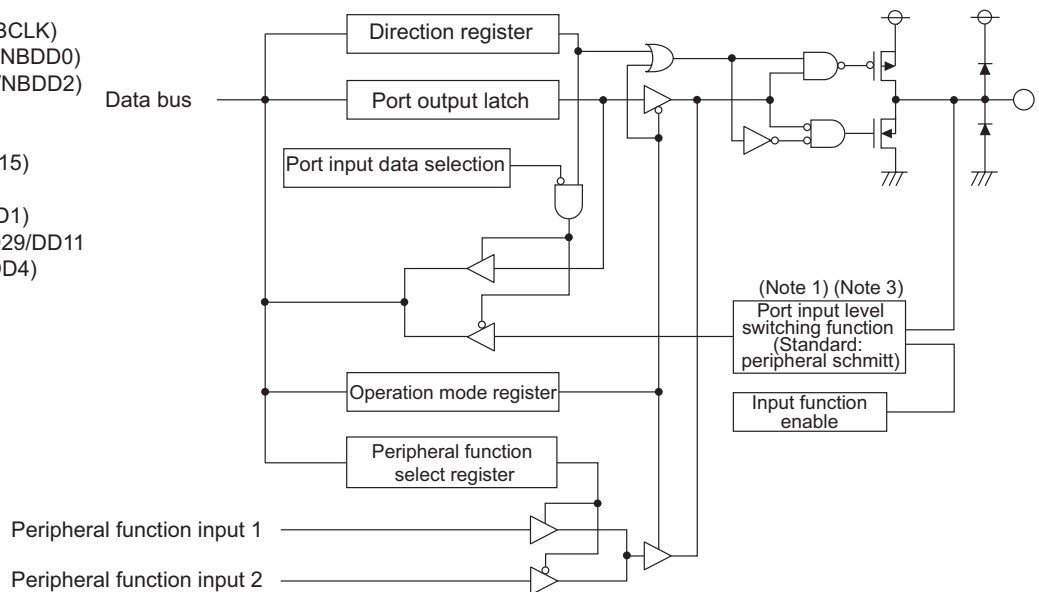 BCLK)
NBDD0)
/NBDD2)
15)
D1)
D29/DD11
DD4)
Data bus
Direction register
Port output latch
Port input data selection
(Note 1) (Note 3)
Port input level
switching function
(Standard:
peripheral schmitt)
Operation mode register
Input function
enable
Peripheral function
select register
Peripheral function input 1
Peripheral function input 2